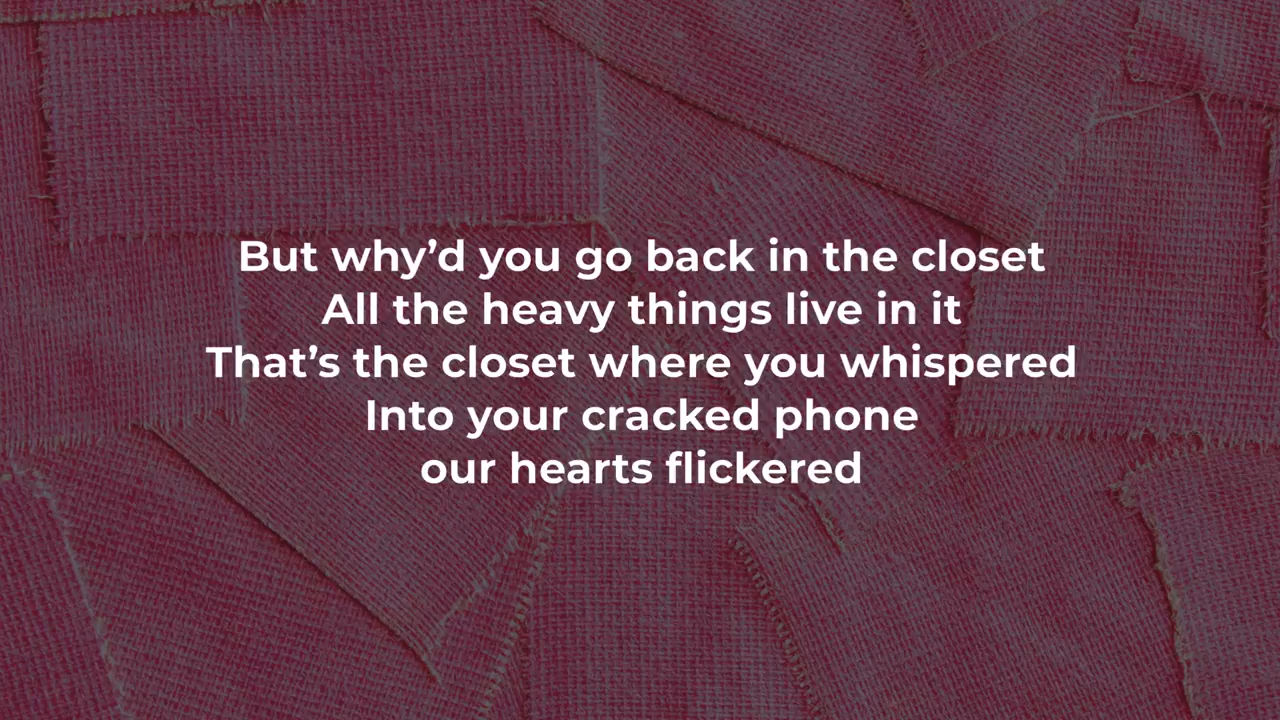 But why’d you go back in the closet
All the heavy things live in it
That’s the closet where you whispered
Into your cracked phone
our hearts flickered